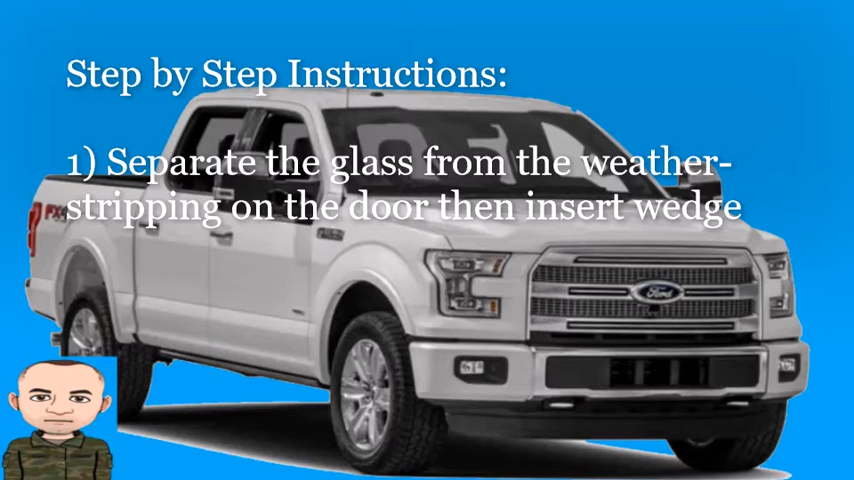 Step by Step Instructions:
1) Separate the glass from the weather-
stripping on the door then insert wedge
Ford